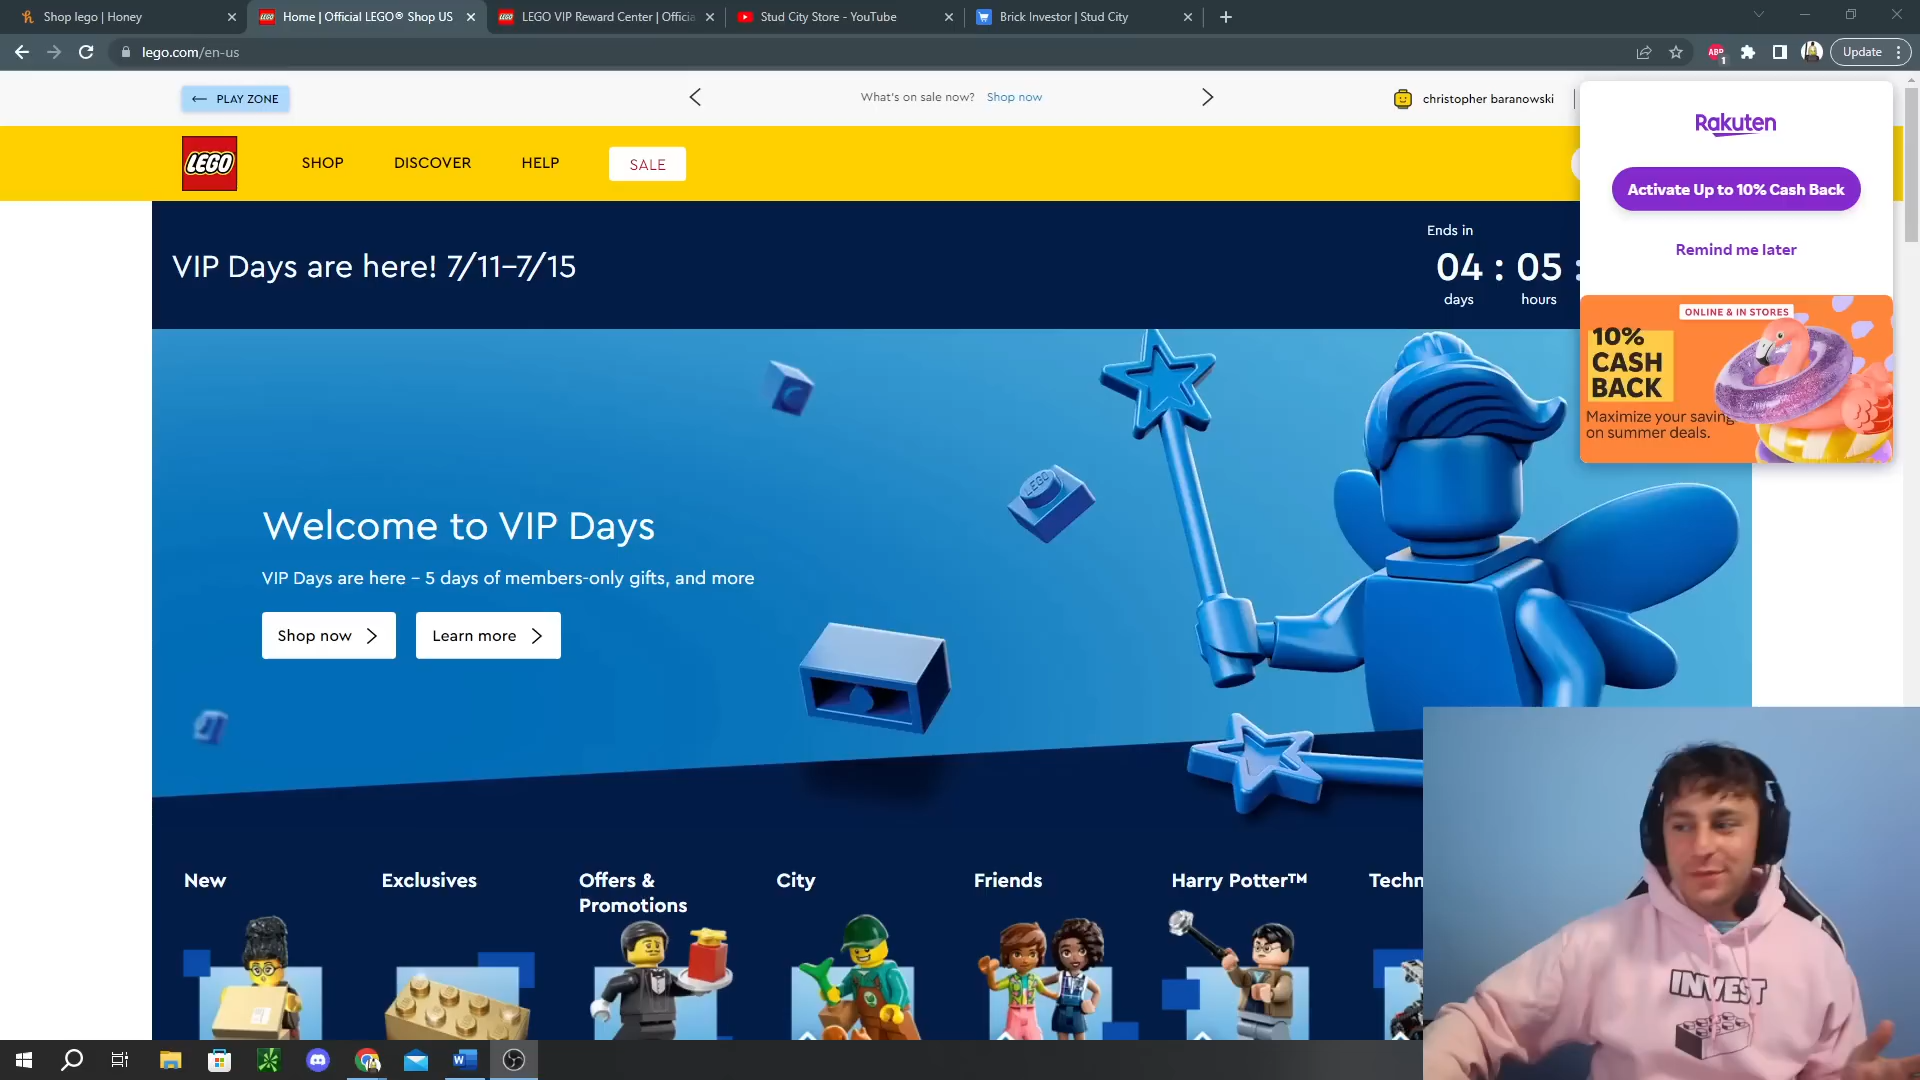 Shop lego | Honey
Home | Official LEGO® Shop US
LEGO VIP Reward Center | Officia
Stud City Store - YouTube
Brick Investor | Stud City
lego.com/en-us
ABP
1
Update
PLAY ZONE
What's on sale now? Shop now
christopher baranowski
LEGO
SHOP
DISCOVER
HELP
SALE
Rakuten
Activate Up to 10% Cash Back
Remind me later
ONLINE & IN STORES
10%
CASH
BACK
Maximize your saving
on summer deals.
VIP Days are here! 7/11–7/15
Ends in
04 : 05 :
days
hours
LEGO
Welcome to VIP Days
VIP Days are here – 5 days of members-only gifts, and more
Shop now
Learn more
New
Exclusives
Offers &
Promotions
City
Friends
Harry Potter™
Techn
INVEST
W